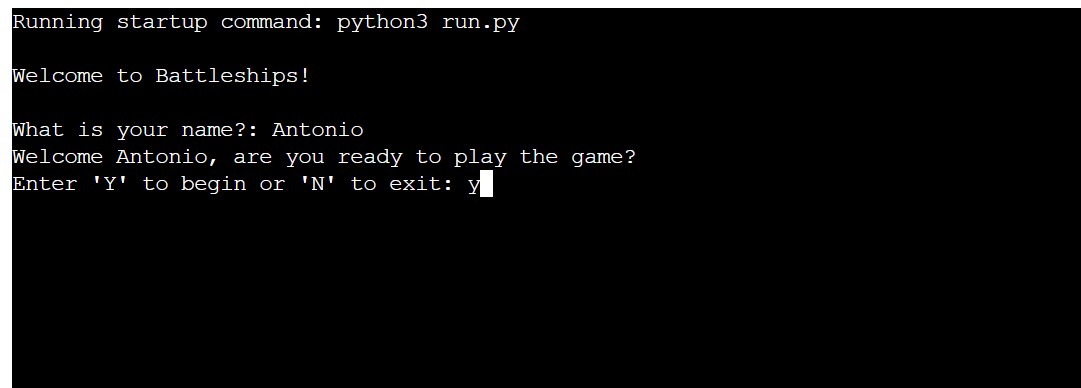 Running startup command: python3 run.py
Welcome to Battleships!
What is your name?: Antonio
Welcome Antonio, are you ready to play the game?
Enter 'Y' to begin or 'N' to exit: y